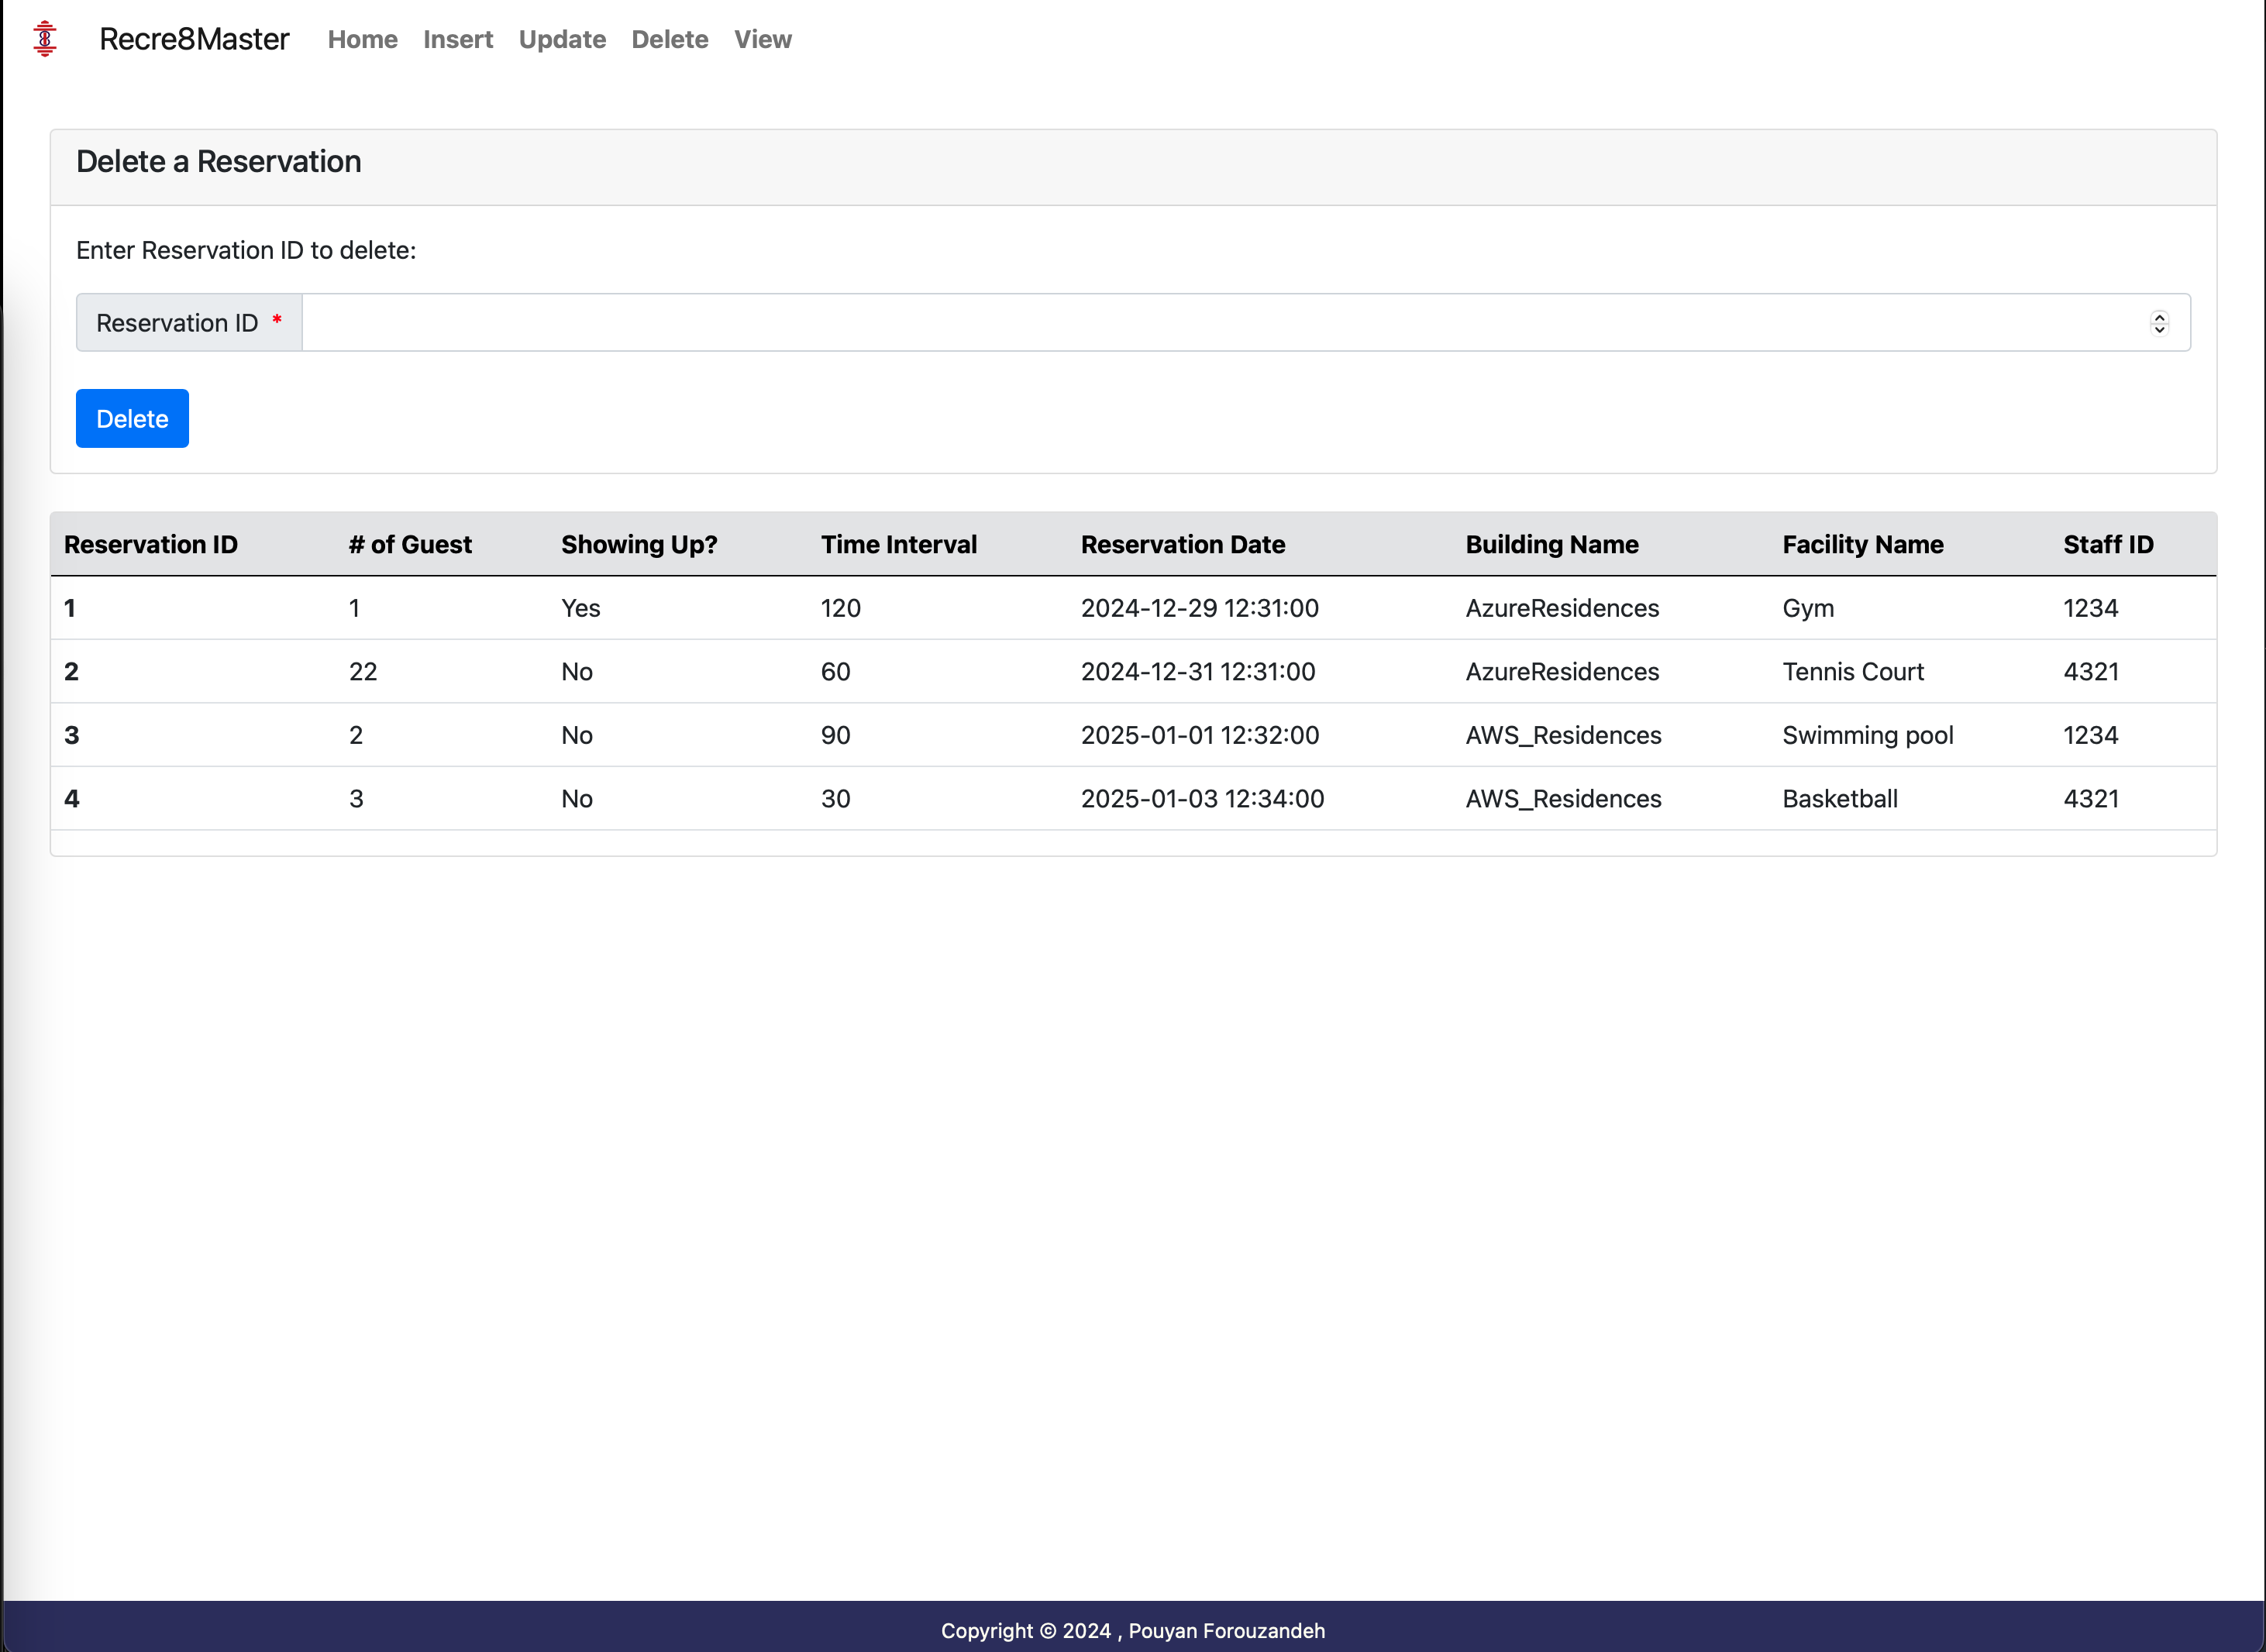 Recre8Master Home Insert Update Delete View
Delete a Reservation
Enter Reservation ID to delete:
Reservation ID *
Delete
Reservation ID # of Guest Showing Up? Time Interval Reservation Date Building Name Facility Name Staff ID
1 1 Yes 120 2024-12-29 12:31:00 AzureResidences Gym 1234
2 22 No 60 2024-12-31 12:31:00 AzureResidences Tennis Court 4321
3 2 No 90 2025-01-01 12:32:00 AWS_Residences Swimming pool 1234
4 3 No 30 2025-01-03 12:34:00 AWS_Residences Basketball 4321
Copyright © 2024 , Pouyan Forouzandeh